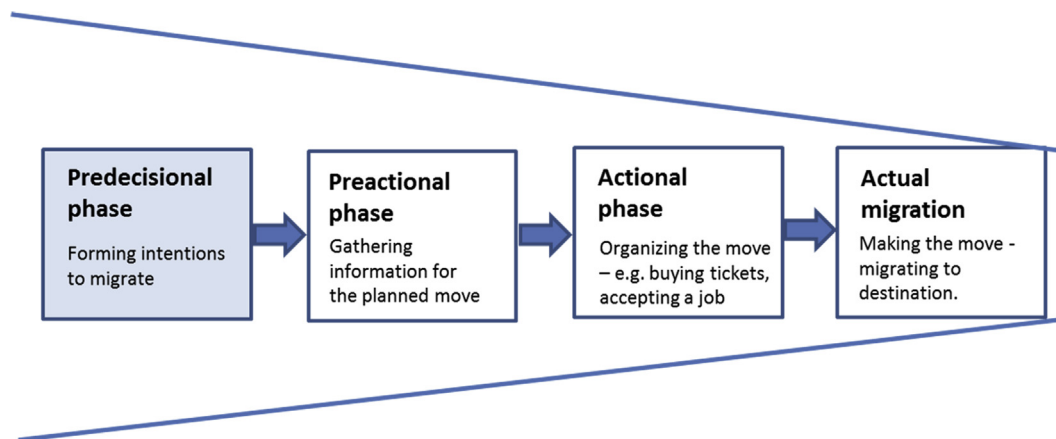 Predecisional
phase
Forming intentions
to migrate
Preactional
phase
Gathering
information for
the planned move
Actional
phase
Organizing the move
– e.g. buying tickets,
accepting a job
Actual
migration
Making the move -
migrating to
destination.